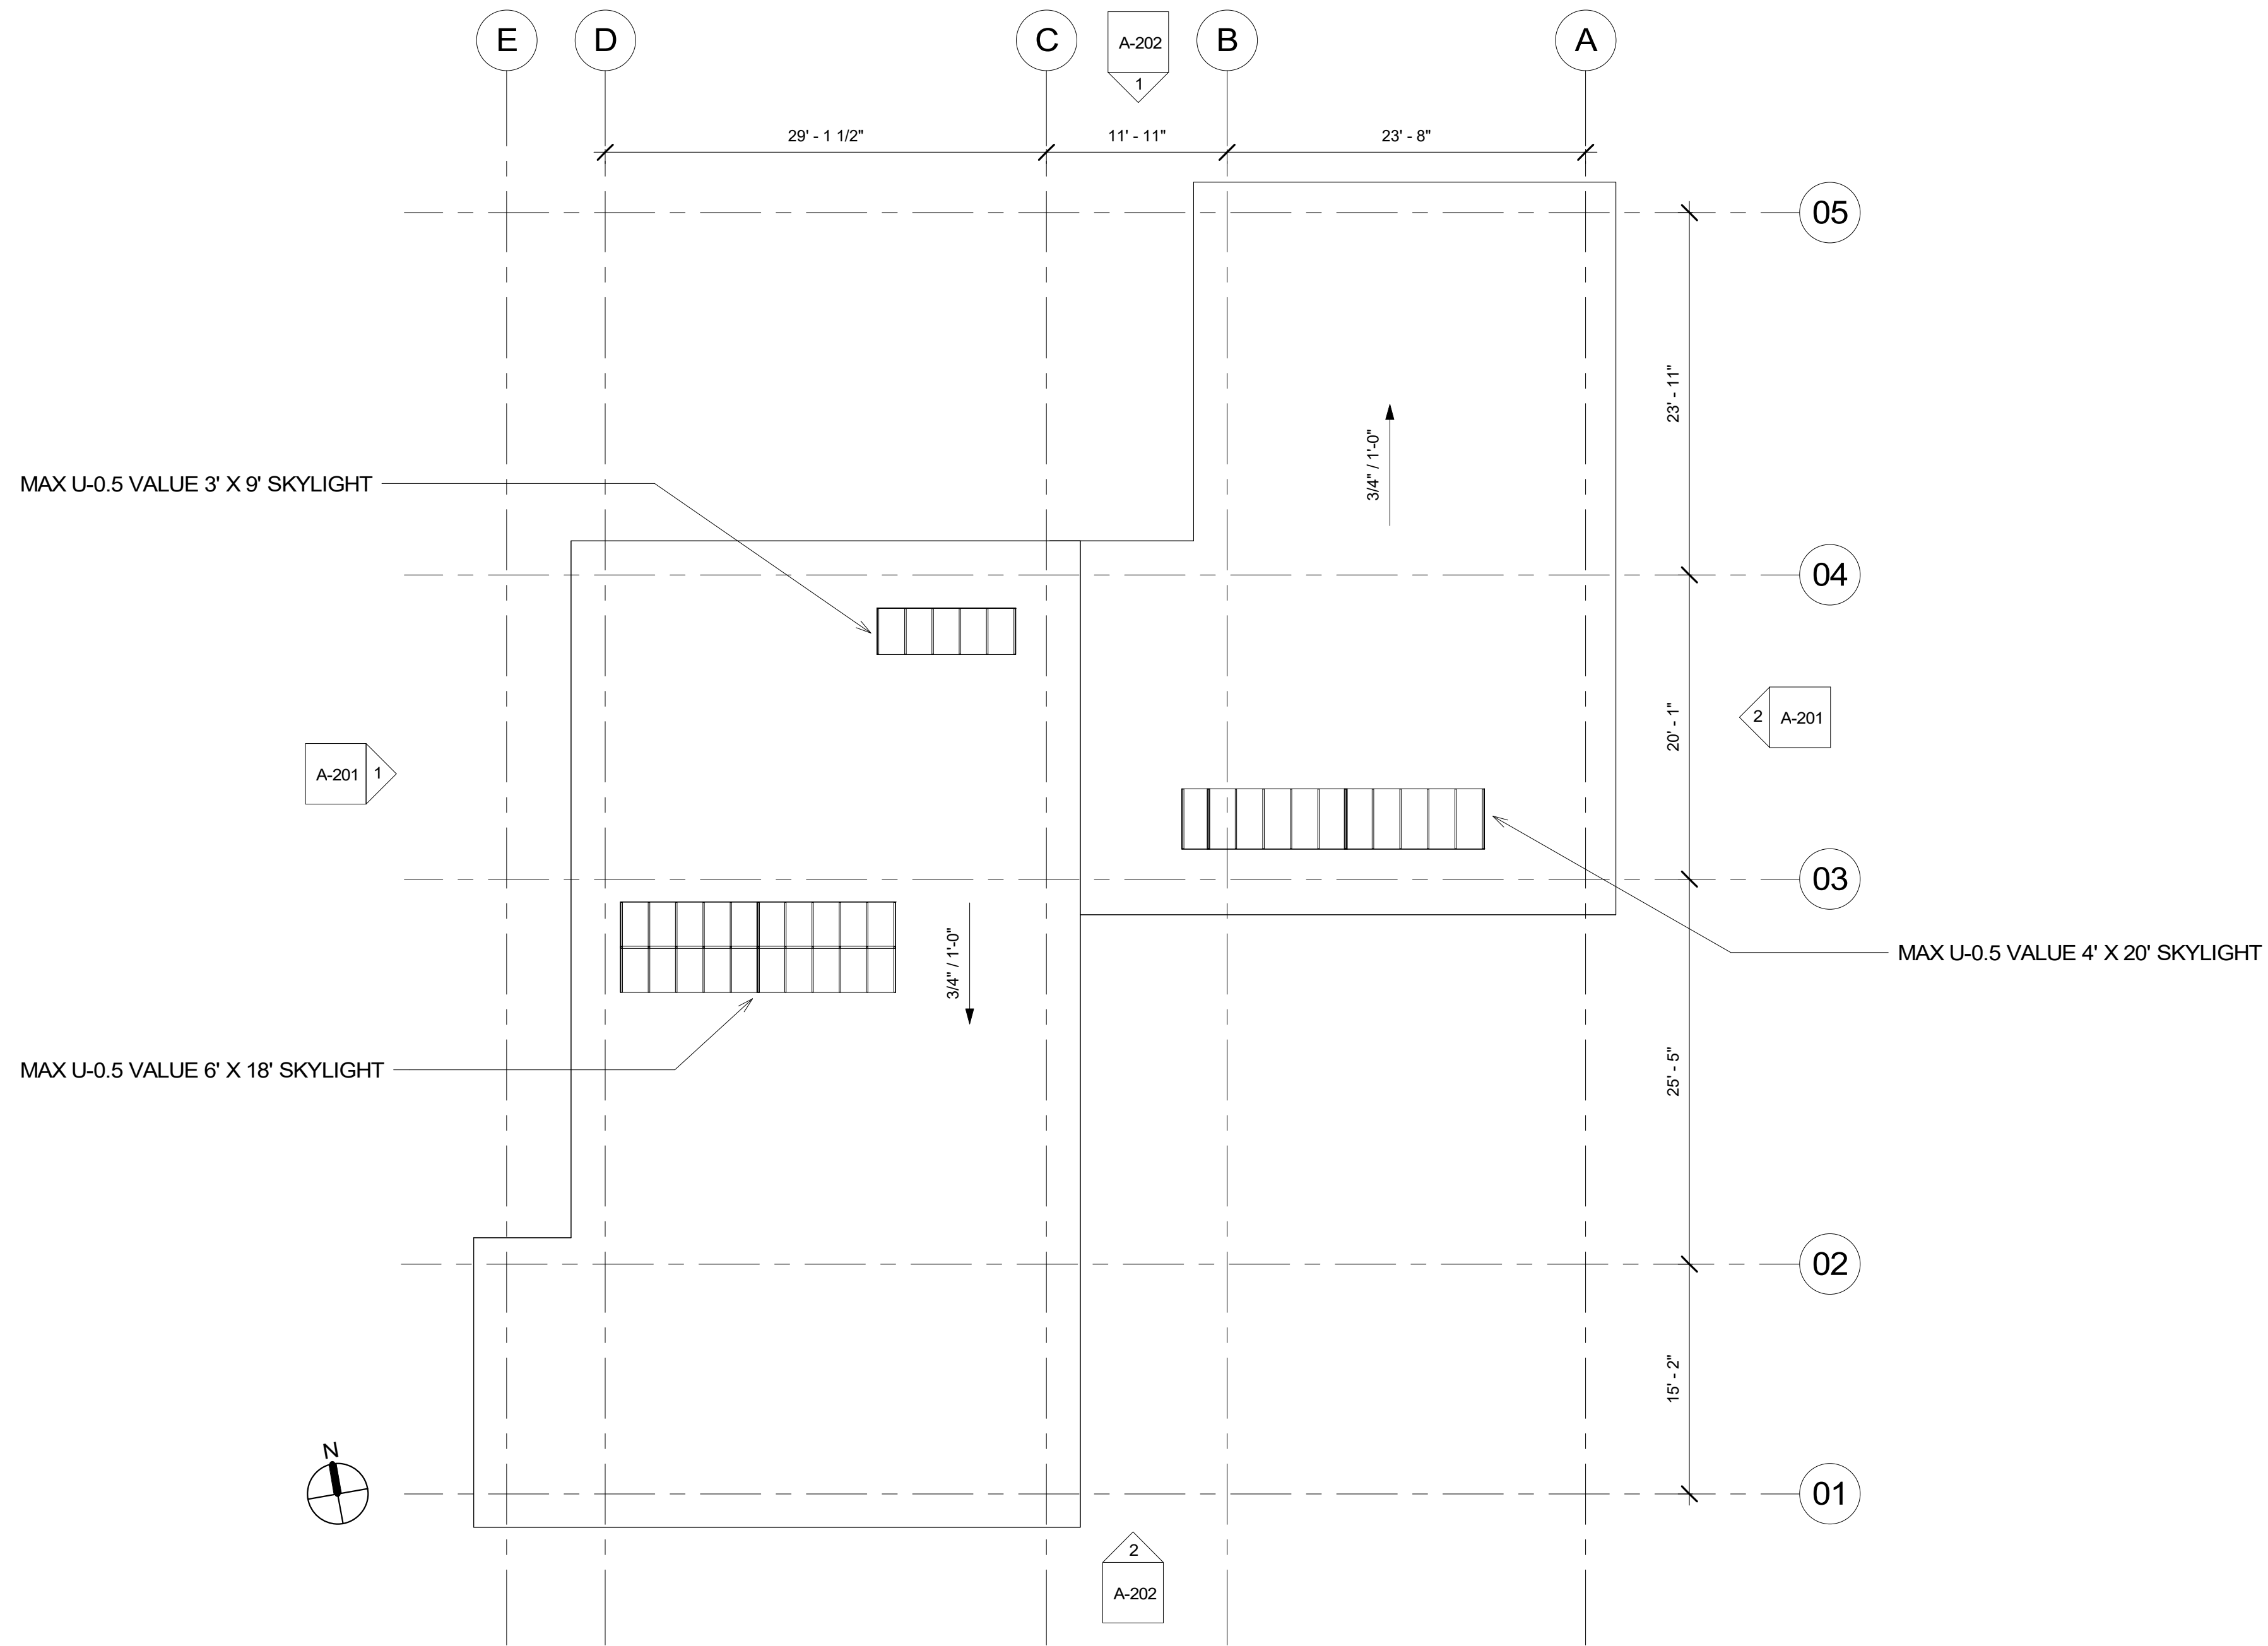 E
D
C
B
A
A-202
1
29' - 1 1/2"
11' - 11"
23' - 8"
05
23' - 11"
3/4" / 1'-0"
MAX U-0.5 VALUE 3' X 9' SKYLIGHT
04
20' - 1"
2
A-201
A-201
1
03
3/4" / 1'-0"
MAX U-0.5 VALUE 4' X 20' SKYLIGHT
MAX U-0.5 VALUE 6' X 18' SKYLIGHT
25' - 5"
02
15' - 2"
N
01
2
A-202